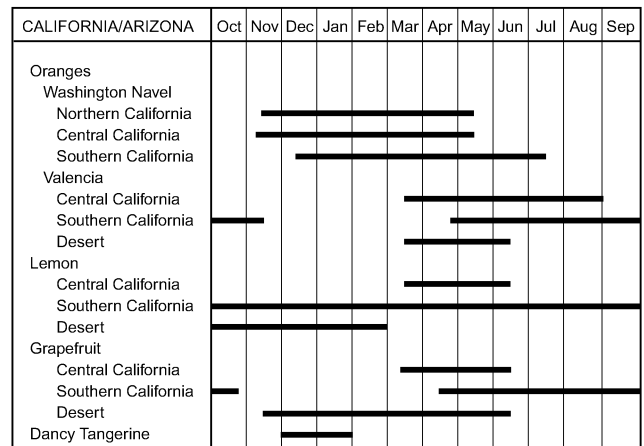 CALIFORNIA/ARIZONA Oct Nov Dec Jan Feb Mar Apr May Jun Jul Aug Sep
Oranges
Washington Navel
Northern California
Central California
Southern California
Valencia
Central California
Southern California
Desert
Lemon
Central California
Southern California
Desert
Grapefruit
Central California
Southern California
Desert
Dancy Tangerine